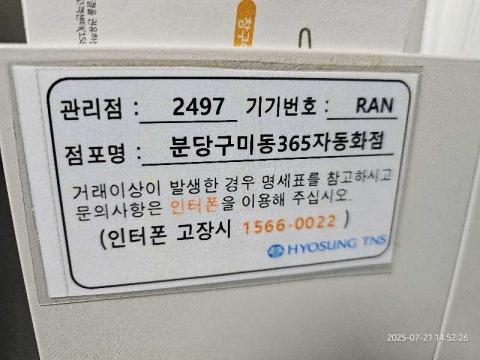 관리점 : 2497 기기번호 : RAN
점포명 : 분당구미동365자동화점
거래이상이 발생한 경우 명세표를 참고하시고
문의사항은 인터폰을 이용해 주십시오.
(인터폰 고장시 1566-0022 )
HYOSUNG TNS
2025-07-21 14:52:26